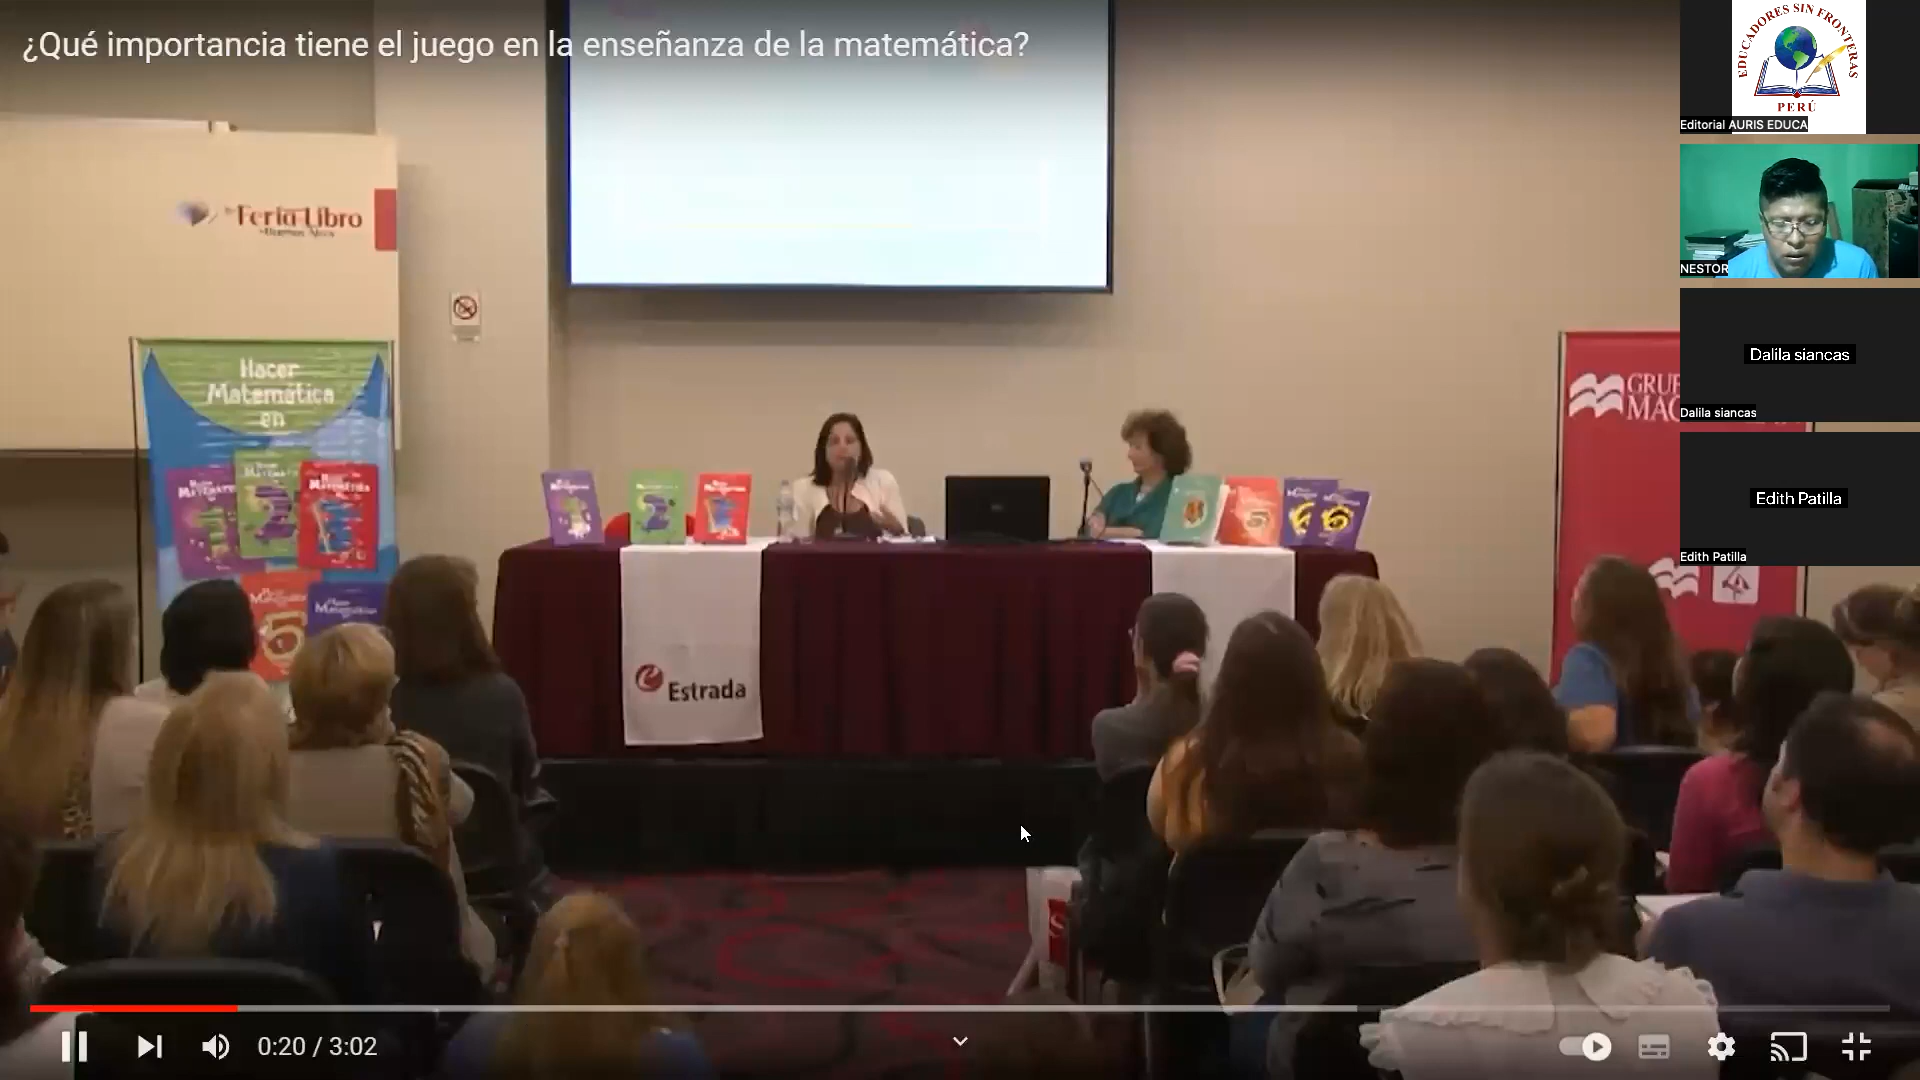 ¿Qué importancia tiene el juego en la enseñanza de la matemática?
EDUCADORES SIN FRONTERAS
PERÚ
Editorial AURIS EDUCA
NESTOR
Dalila siancas
Dalila siancas
Edith Patilla
Edith Patilla
Feria Libro
Hacer
Matemática
en
Estrada
0:20 / 3:02